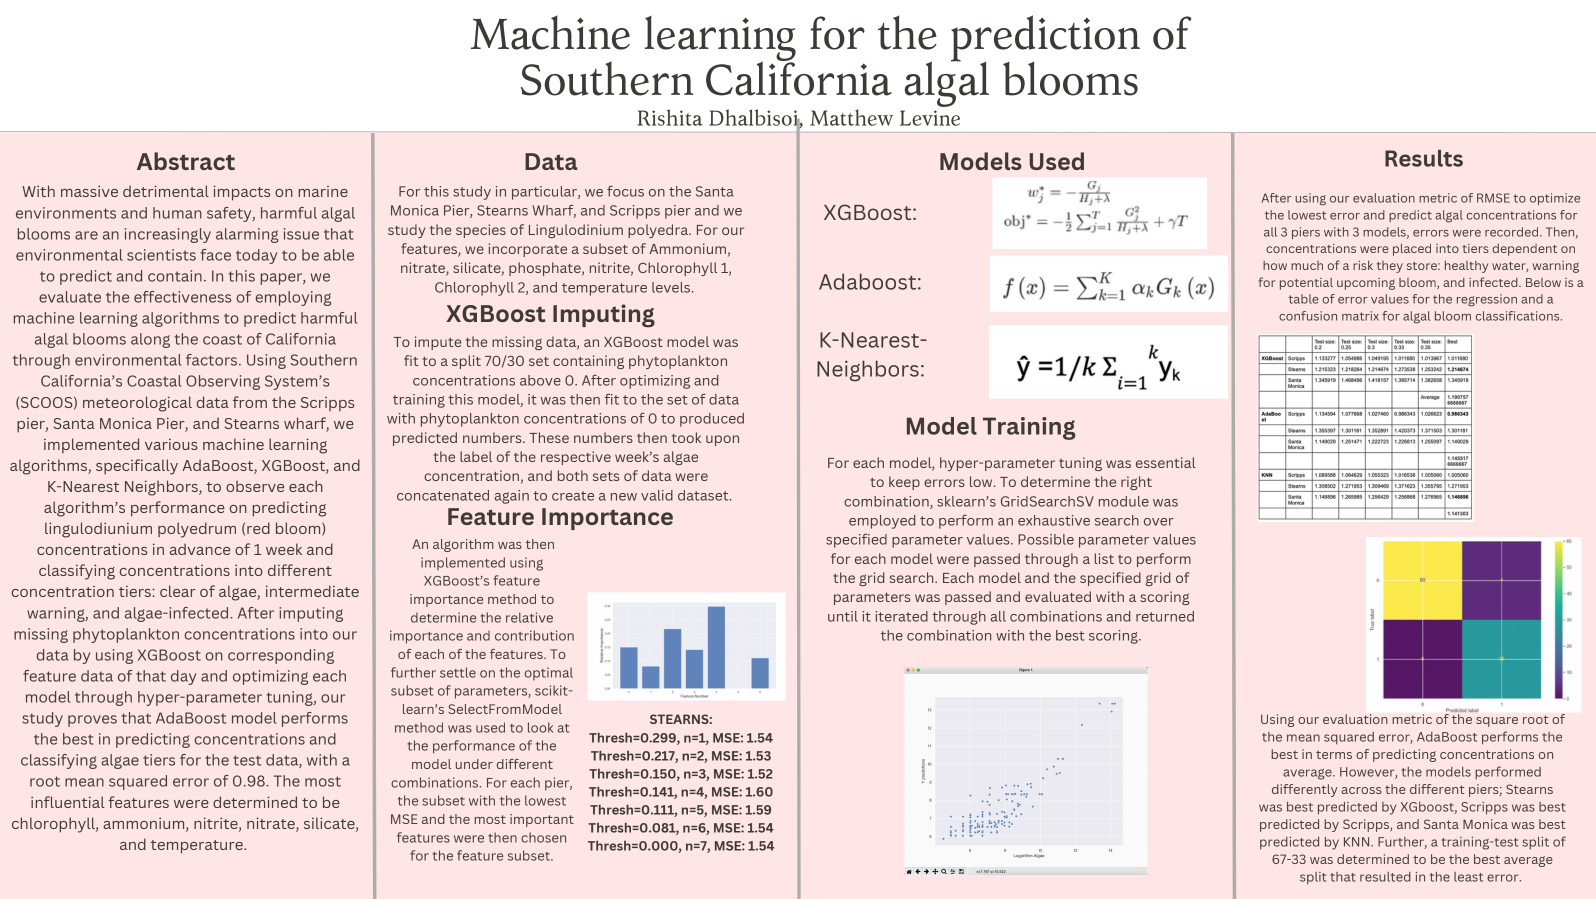 Machine learning for the prediction of
Southern California algal blooms
Rishita Dhalbisoi, Matthew Levine
Abstract
With massive detrimental impacts on marine
environments and human safety, harmful algal
blooms are an increasingly alarming issue that
environmental scientists face today to be able
to predict and contain. In this paper, we
evaluate the effectiveness of employing
machine learning algorithms to predict harmful
algal blooms along the coast of California
through environmental factors. Using Southern
California's Coastal Observing System's
(SCOOS) meteorological data from the Scripps
pier, Santa Monica Pier, and Stearns wharf, we
implemented various machine learning
algorithms, specifically AdaBoost, XGBoost, and
K-Nearest Neighbors, to observe each
algorithm's performance on predicting
lingulodiunium polyedrum (red bloom)
concentrations in advance of 1 week and
classifying concentrations into different
concentration tiers: clear of algae, intermediate
warning, and algae-infected. After imputing
missing phytoplankton concentrations into our
data by using XGBoost on corresponding
feature data of that day and optimizing each
model through hyper-parameter tuning, our
study proves that AdaBoost model performs
the best in predicting concentrations and
classifying algae tiers for the test data, with a
root mean squared error of 0.98. The most
influential features were determined to be
chlorophyll, ammonium, nitrite, nitrate, silicate,
and temperature.
Data
For this study in particular, we focus on the Santa
Monica Pier, Stearns Wharf, and Scripps pier and we
study the species of Lingulodinium polyedra. For our
features, we incorporate a subset of Ammonium,
nitrate, silicate, phosphate, nitrite, Chlorophyll 1,
Chlorophyll 2, and temperature levels.
XGBoost Imputing
To impute the missing data, an XGBoost model was
fit to a split 70/30 set containing phytoplankton
concentrations above 0. After optimizing and
training this model, it was then fit to the set of data
with phytoplankton concentrations of 0 to produced
predicted numbers. These numbers then took upon
the label of the respective week's algae
concentration, and both sets of data were
concatenated again to create a new valid dataset.
Feature Importance
An algorithm was then
implemented using
XGBoost's feature
importance method to
determine the relative
importance and contribution
of each of the features. To
further settle on the optimal
subset of parameters, scikit-
learn's SelectFromModel
method was used to look at
the performance of the
model under different
combinations. For each pier,
the subset with the lowest
MSE and the most important
features were then chosen
for the feature subset.
Relative Importance
Feature Number
STEARNS:
Thresh=0.299, n=1, MSE: 1.54
Thresh=0.217, n=2, MSE: 1.53
Thresh=0.150, n=3, MSE: 1.52
Thresh=0.141, n=4, MSE: 1.60
Thresh=0.111, n=5, MSE: 1.59
Thresh=0.081, n=6, MSE: 1.54
Thresh=0.000, n=7, MSE: 1.54
Models Used
XGBoost:
w*j = −Gj/(Hj+λ)
obj* = −1/2 ∑Tj=1 G²j/(Hj+λ) + γT
Adaboost:
f(x) = ∑Kk=1 αkGk(x)
K-Nearest-
Neighbors:
ŷ =1/k Σi=1k yk
Model Training
For each model, hyper-parameter tuning was essential
to keep errors low. To determine the right
combination, sklearn's GridSearchSV module was
employed to perform an exhaustive search over
specified parameter values. Possible parameter values
for each model were passed through a list to perform
the grid search. Each model and the specified grid of
parameters was passed and evaluated with a scoring
until it iterated through all combinations and returned
the combination with the best scoring.
Figure 1
Y predictions
6 8 10 12 14
Logarithm Algae
Results
After using our evaluation metric of RMSE to optimize
the lowest error and predict algal concentrations for
all 3 piers with 3 models, errors were recorded. Then,
concentrations were placed into tiers dependent on
how much of a risk they store: healthy water, warning
for potential upcoming bloom, and infected. Below is a
table of error values for the regression and a
confusion matrix for algal bloom classifications.
Test size: 0.2 Test size: 0.25 Test size: 0.3 Test size: 0.33 Test size: 0.35 Best
XGBoost Scripps 1.133277 1.054986 1.049195 1.011680 1.013967 1.011680
Stearns 1.215323 1.218264 1.214674 1.273538 1.253242 1.214674
Santa Monica 1.345919 1.468490 1.418157 1.395714 1.382658 1.345919
Average 1.1907576666667
AdaBoost Scripps 1.134594 1.077668 1.027460 0.986343 1.026623 0.986343
Stearns 1.355397 1.301181 1.352891 1.420373 1.371503 1.301181
Santa Monica 1.149029 1.251471 1.222723 1.226813 1.255097 1.149029
1.1455176666667
KNN Scripps 1.089588 1.064629 1.055323 1.016538 1.005060 1.005060
Stearns 1.308502 1.271953 1.309469 1.371623 1.355795 1.271953
Santa Monica 1.146896 1.265985 1.256429 1.256868 1.276965 1.146896
1.141303
True label
Predicted label
Using our evaluation metric of the square root of
the mean squared error, AdaBoost performs the
best in terms of predicting concentrations on
average. However, the models performed
differently across the different piers; Stearns
was best predicted by XGboost, Scripps was best
predicted by Scripps, and Santa Monica was best
predicted by KNN. Further, a training-test split of
67-33 was determined to be the best average
split that resulted in the least error.